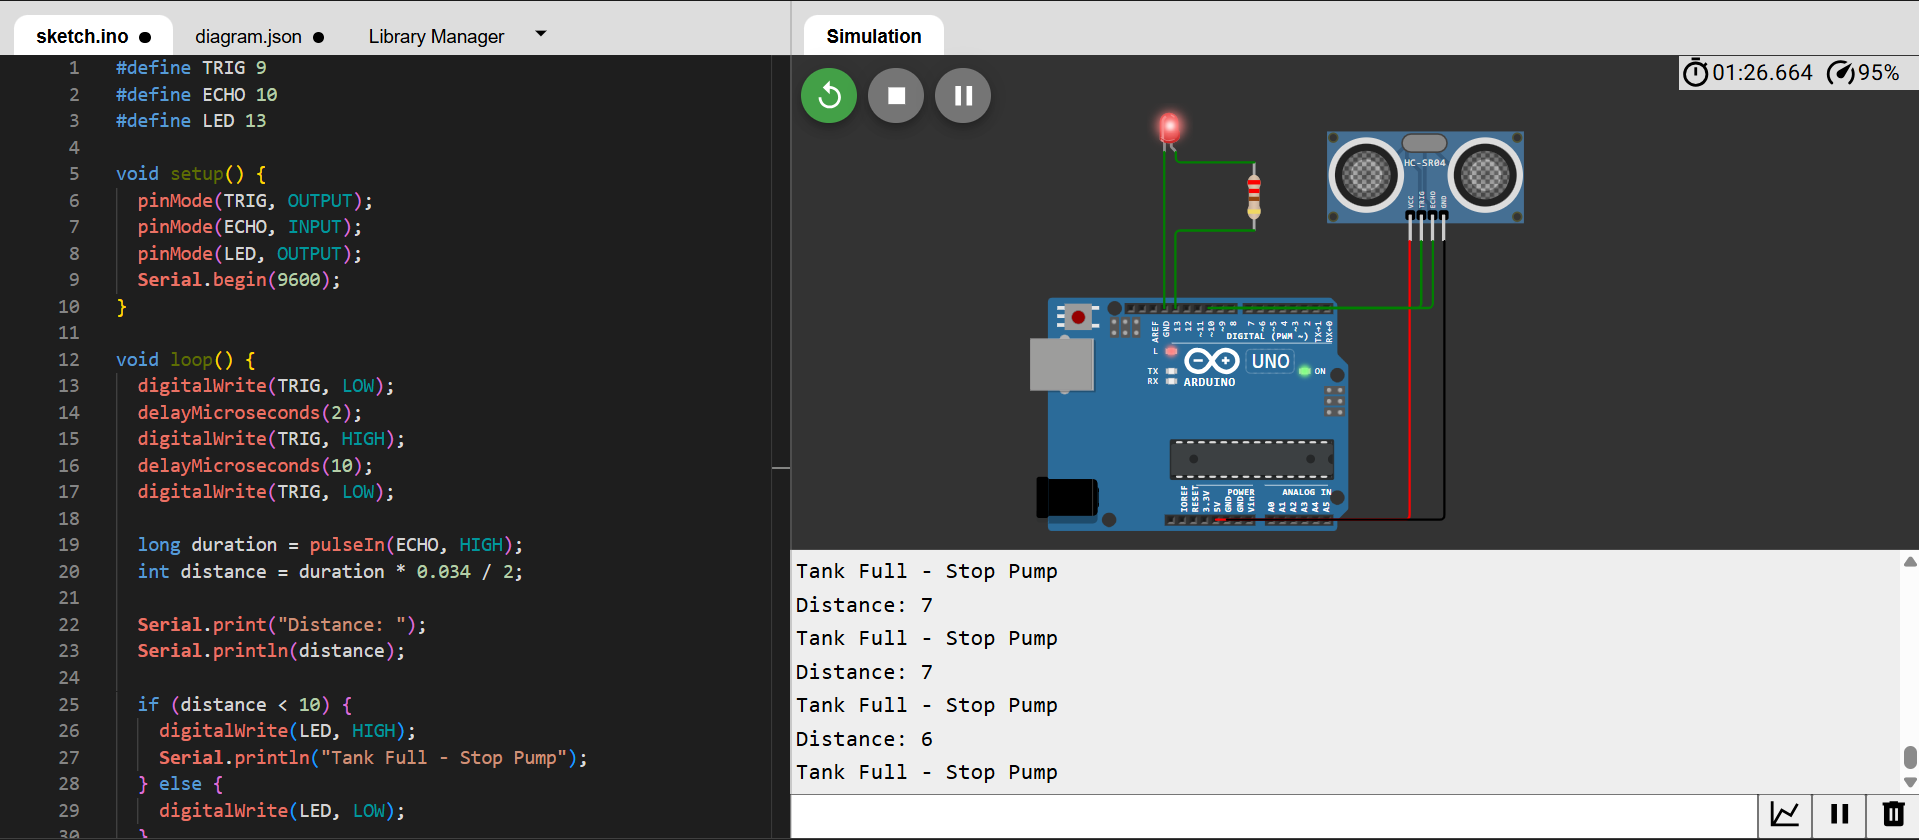 sketch.ino ●
diagram.json ●
Library Manager
Simulation
1 #define TRIG 9
2 #define ECHO 10
3 #define LED 13
4
5 void setup() {
6 pinMode(TRIG, OUTPUT);
7 pinMode(ECHO, INPUT);
8 pinMode(LED, OUTPUT);
9 Serial.begin(9600);
10 }
11
12 void loop() {
13 digitalWrite(TRIG, LOW);
14 delayMicroseconds(2);
15 digitalWrite(TRIG, HIGH);
16 delayMicroseconds(10);
17 digitalWrite(TRIG, LOW);
18
19 long duration = pulseIn(ECHO, HIGH);
20 int distance = duration * 0.034 / 2;
21
22 Serial.print("Distance: ");
23 Serial.println(distance);
24
25 if (distance < 10) {
26 digitalWrite(LED, HIGH);
27 Serial.println("Tank Full - Stop Pump");
28 } else {
29 digitalWrite(LED, LOW);
30 }
01:26.664 95%
HC-SR04
VCC TRIG ECHO GND
AREF GND 13 12 ~11 ~10 ~9 8 7 ~6 ~5 4 ~3 2 TX→1 RX←0
DIGITAL (PWM ~)
L
TX
RX
ARDUINO
UNO
ON
POWER
ANALOG IN
IOREF RESET 3.3V 5V GND GND Vin A0 A1 A2 A3 A4 A5
Tank Full - Stop Pump
Distance: 7
Tank Full - Stop Pump
Distance: 7
Tank Full - Stop Pump
Distance: 6
Tank Full - Stop Pump